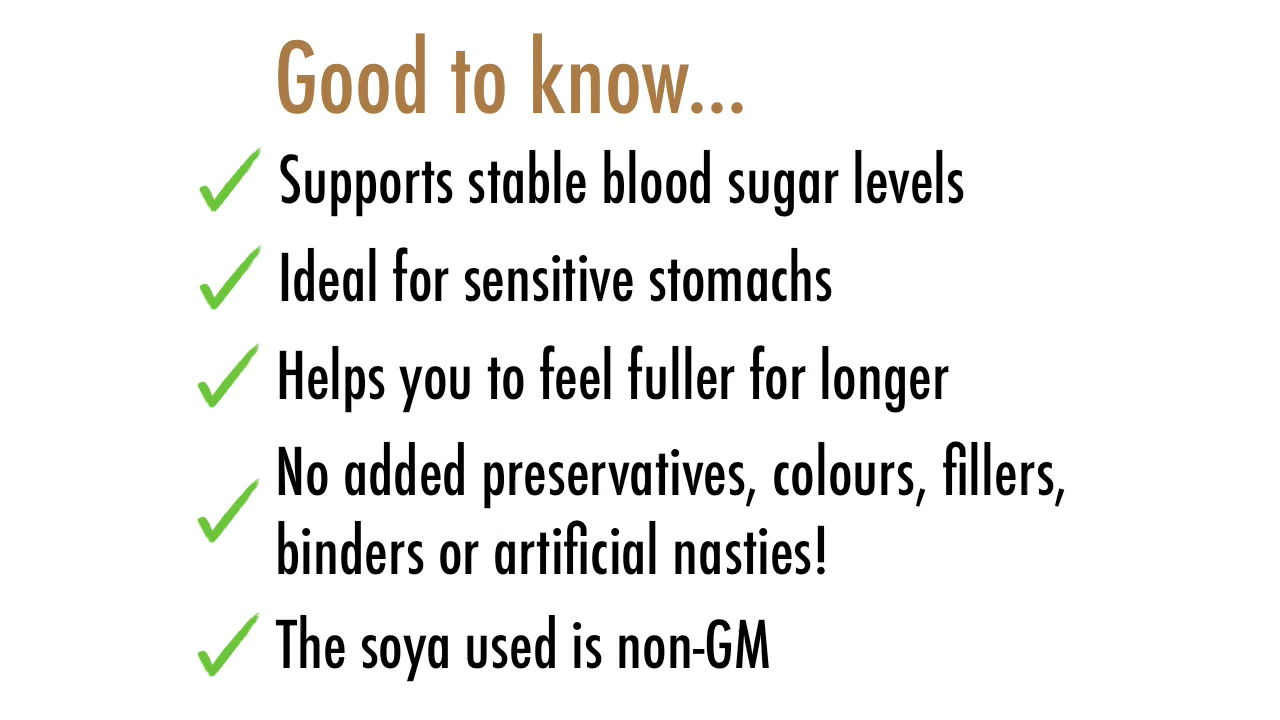 Good to know...
Supports stable blood sugar levels
Ideal for sensitive stomachs
Helps you to feel fuller for longer
No added preservatives, colours, fillers,
binders or artificial nasties!
The soya used is non-GM